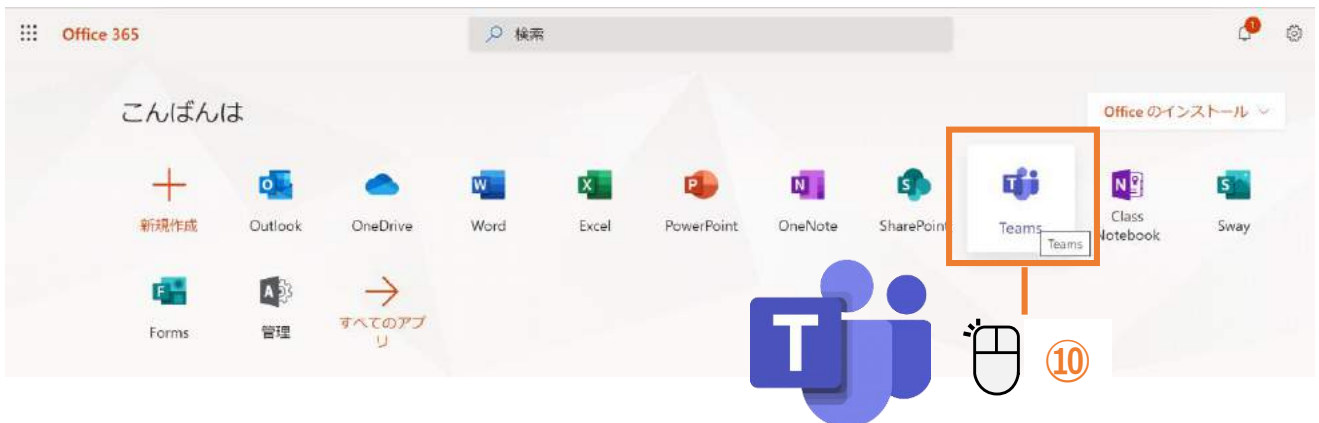 Office 365
検索
1
こんばんは
Office のインストール
新規作成
Outlook
OneDrive
Word
Excel
PowerPoint
OneNote
SharePoint
Teams
Teams
Class
Notebook
Sway
Forms
管理
すべてのアプ
リ
⑩